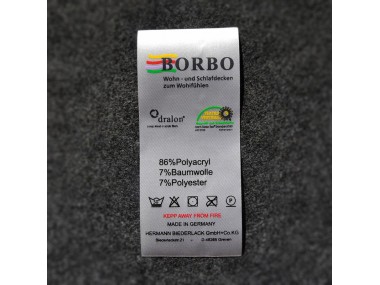 BORBO
Wohn - und Schlafdecken
zum Wohlfühlen
dralon®
86%Polyacryl
7%Baumwolle
7%Polyester
KEPP AWAY FROM FIRE
MADE IN GERMANY
HERMANN BIEDERLACK GmbH+Co.KG